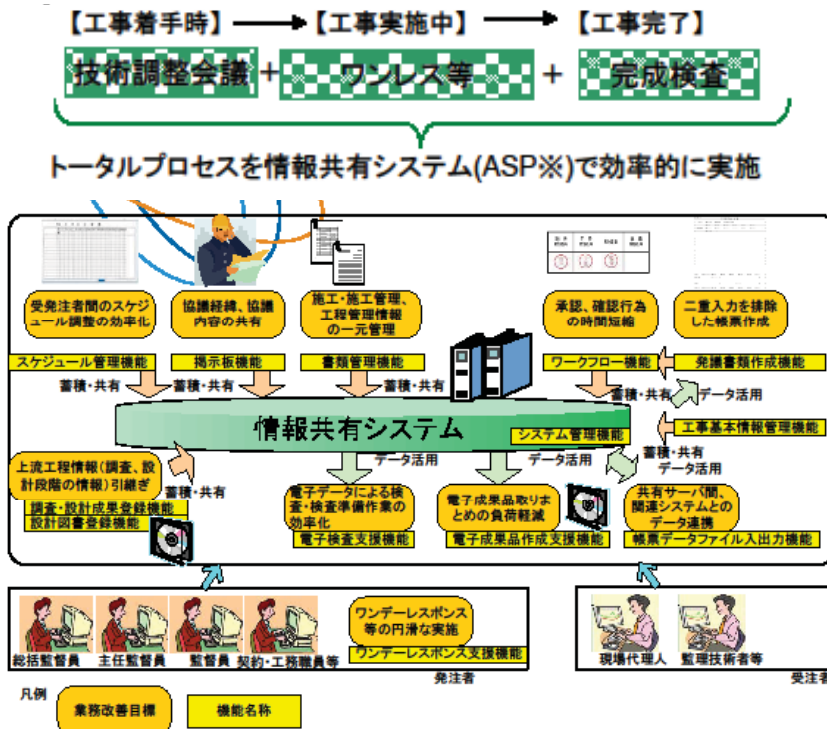 【工事着手時】 【工事実施中】 【工事完了】
技術調整会議 + ワンレス等 + 完成検査
トータルプロセスを情報共有システム(ASP※)で効率的に実施
受発注者間のスケジュール調整の効率化
スケジュール管理機能
協議経緯、協議内容の共有
掲示板機能
施工・施工管理、工程管理情報の一元管理
書類管理機能
承認、確認行為の時間短縮
ワークフロー機能
二重入力を排除した帳票作成
発議書類作成機能
蓄積・共有
蓄積・共有
蓄積・共有
蓄積・共有
データ活用
情報共有システム
システム管理機能
工事基本情報管理機能
蓄積・共有
データ活用
データ活用
データ活用
上流工程情報(調査、設計段階の情報)引継ぎ
蓄積・共有
調査・設計成果登録機能
設計図書登録機能
電子データによる検査・検査準備作業の効率化
電子検査支援機能
電子成果品取りまとめの負荷軽減
電子成果品作成支援機能
共有サーバ間、関連システムとのデータ連携
帳票データファイル入出力機能
総括監督員
主任監督員
監督員
契約・工務職員等
ワンデーレスポンス等の円滑な実施
ワンデーレスポンス支援機能
発注者
現場代理人
監理技術者等
受注者
凡例
業務改善目標
機能名称